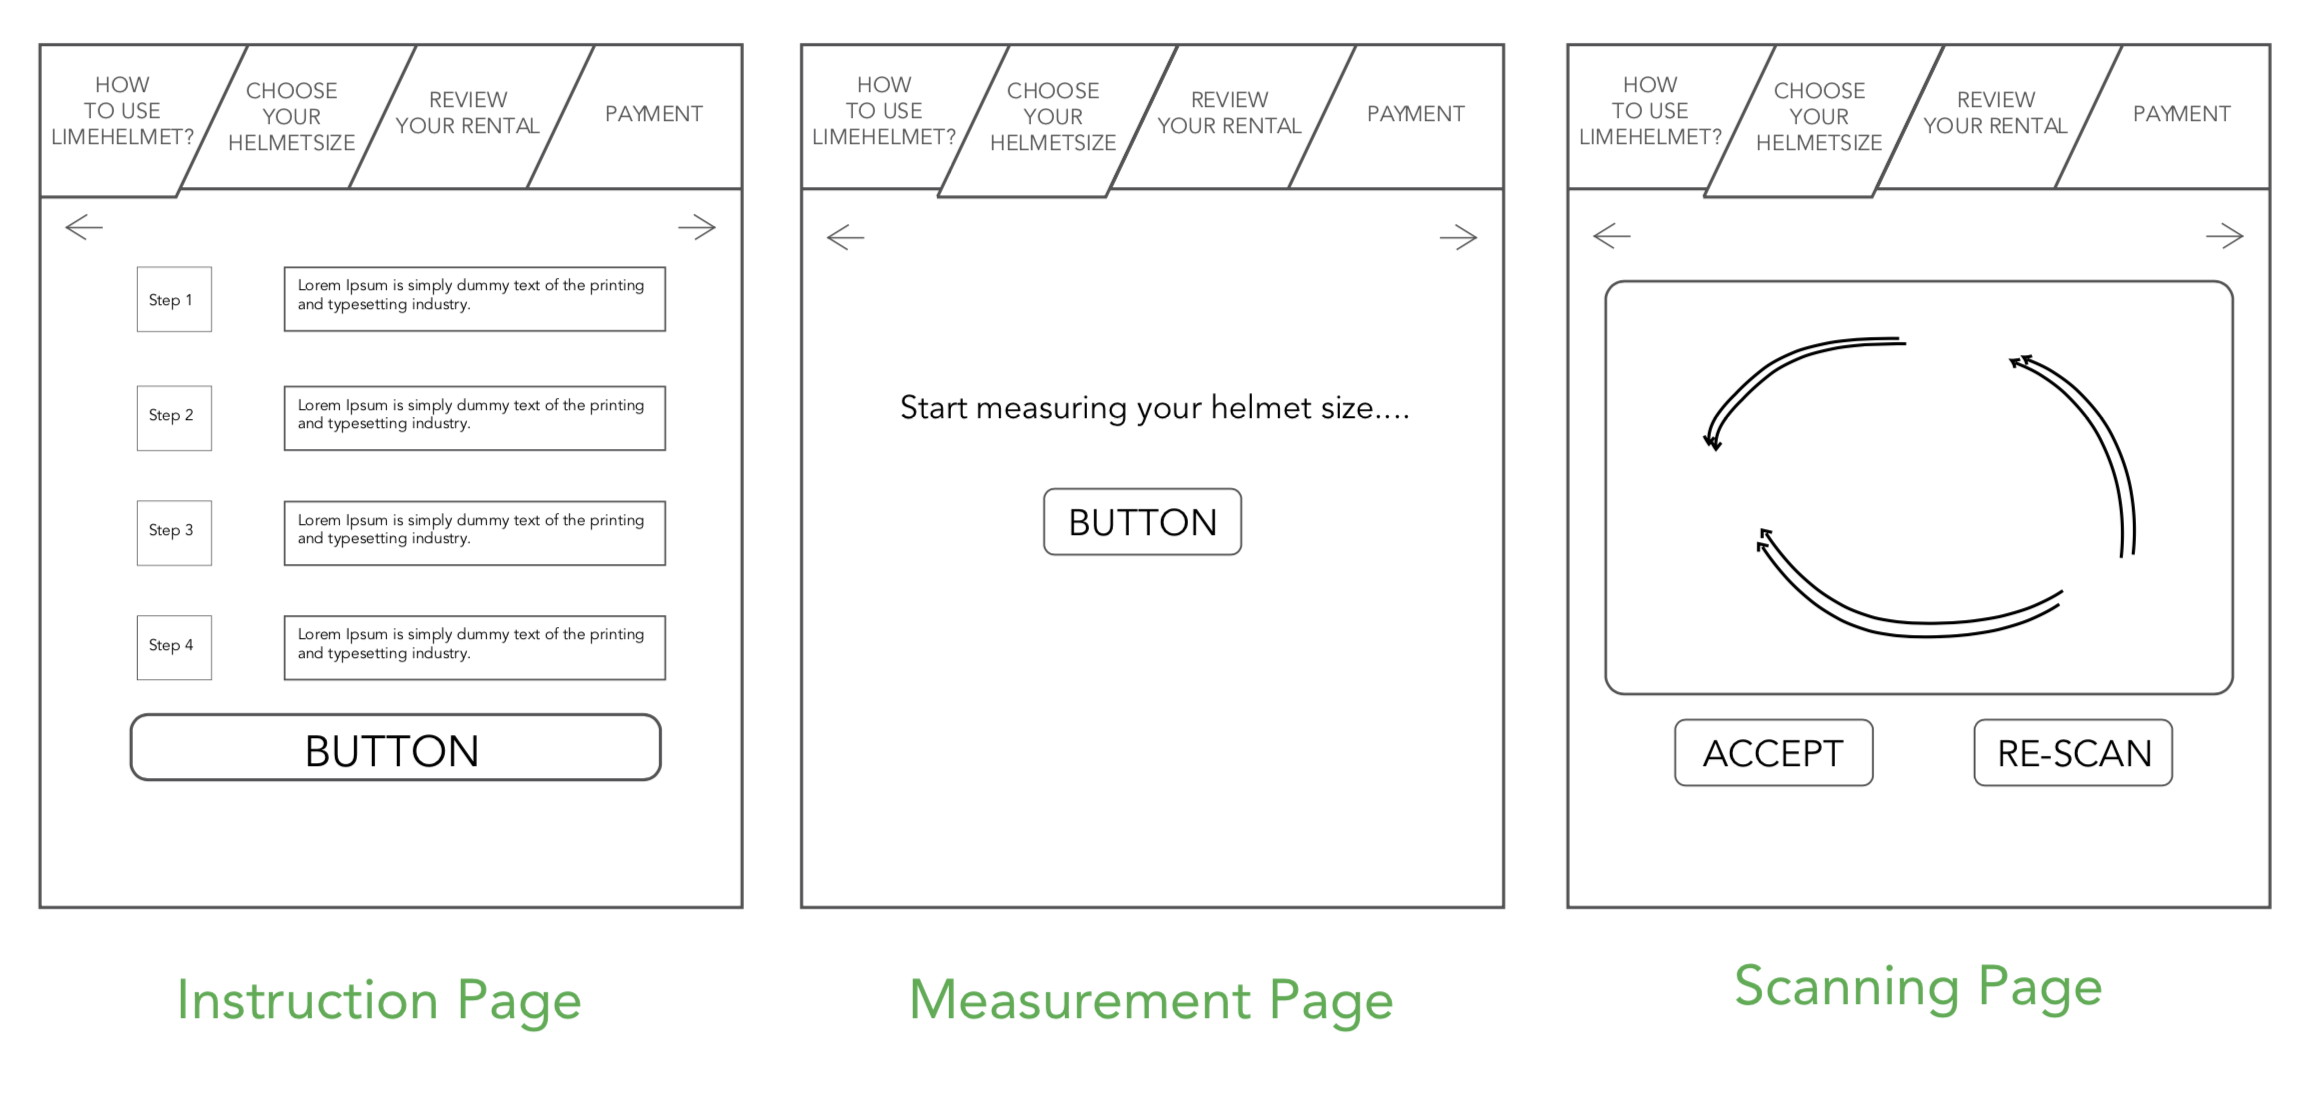 HOW
TO USE
LIMEHELMET?
CHOOSE
YOUR
HELMETSIZE
REVIEW
YOUR RENTAL
PAYMENT
Step 1
Lorem Ipsum is simply dummy text of the printing
and typesetting industry.
Step 2
Lorem Ipsum is simply dummy text of the printing
and typesetting industry.
Step 3
Lorem Ipsum is simply dummy text of the printing
and typesetting industry.
Step 4
Lorem Ipsum is simply dummy text of the printing
and typesetting industry.
BUTTON
Instruction Page
HOW
TO USE
LIMEHELMET?
CHOOSE
YOUR
HELMETSIZE
REVIEW
YOUR RENTAL
PAYMENT
Start measuring your helmet size....
BUTTON
Measurement Page
HOW
TO USE
LIMEHELMET?
CHOOSE
YOUR
HELMETSIZE
REVIEW
YOUR RENTAL
PAYMENT
ACCEPT
RE-SCAN
Scanning Page